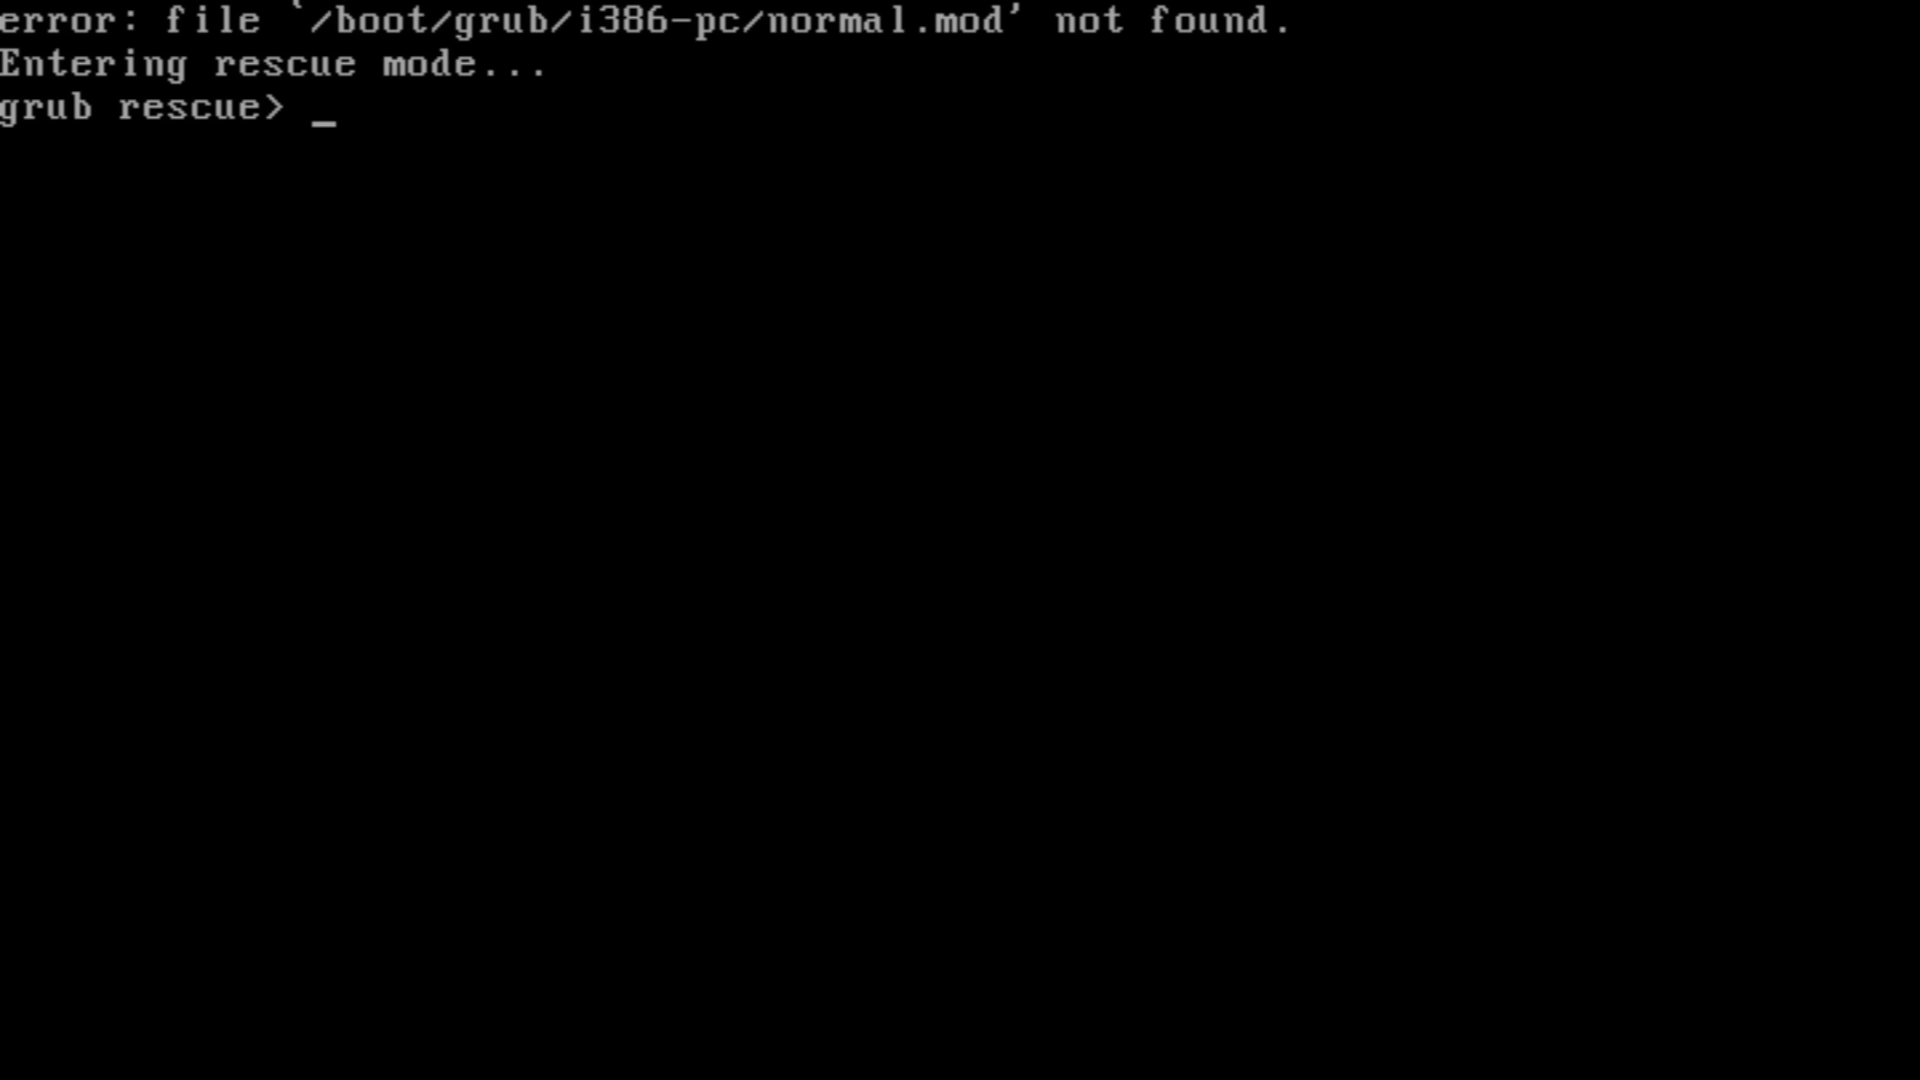 error: file `/boot/grub/i386-pc/normal.mod' not found.
Entering rescue mode...
grub rescue> _